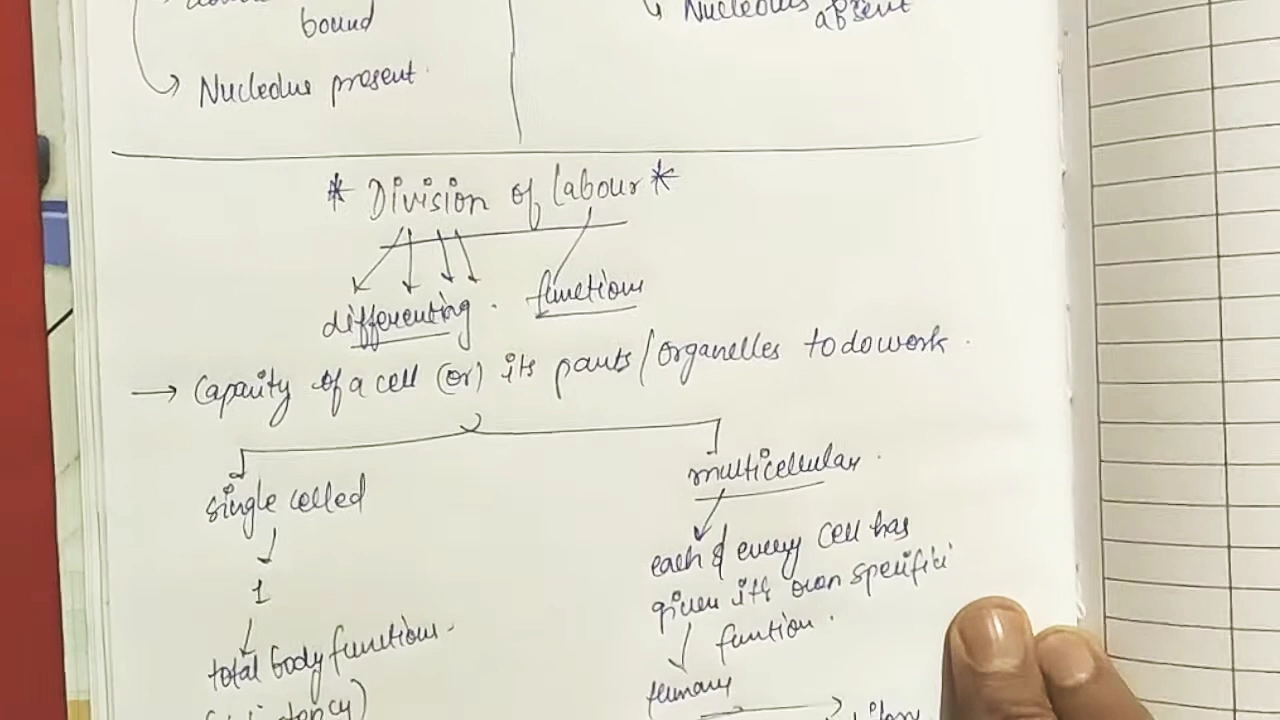 bound
Nucleolus absent
Nucleolus present.
* Division of labour *
differenting. functions
→ Capacity of a cell (or) its parts/organelles to do work.
single celled
multicellular.
1
each & every cell has
given its own specific
function.
total body functions.